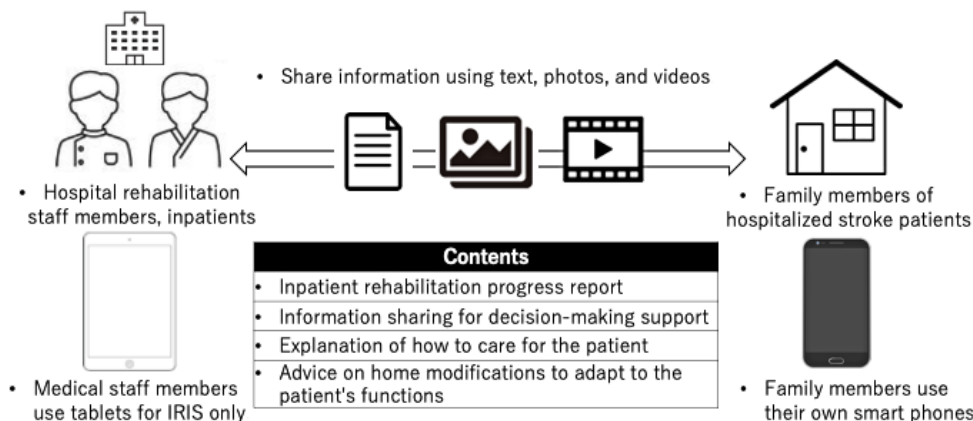 • Share information using text, photos, and videos
• Hospital rehabilitation
staff members, inpatients
• Family members of
hospitalized stroke patients
Contents
• Inpatient rehabilitation progress report
• Information sharing for decision-making support
• Explanation of how to care for the patient
• Advice on home modifications to adapt to the
patient's functions
• Medical staff members
use tablets for IRIS only
• Family members use
their own smart phones